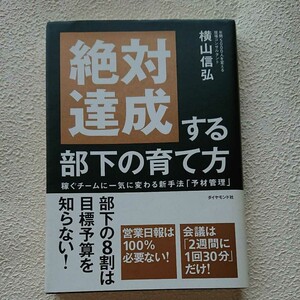 絶対
達成する
部下の育て方
稼ぐチームに一気に変わる新手法「予材管理」
横山信弘
ダイヤモンド社
部下の8割は
目標予算を
知らない!
営業日報は
100%
必要ない!
会議は
「2週間に
1回30分」
だけ!